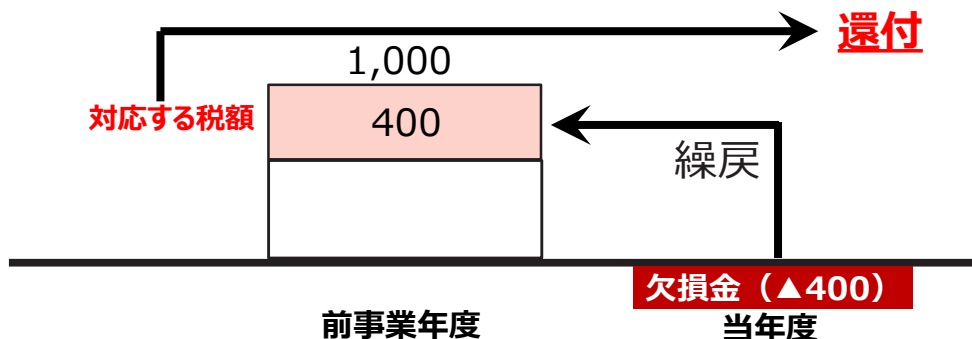 還付
1,000
対応する税額
400
繰戻
欠損金（▲400）
前事業年度
当年度